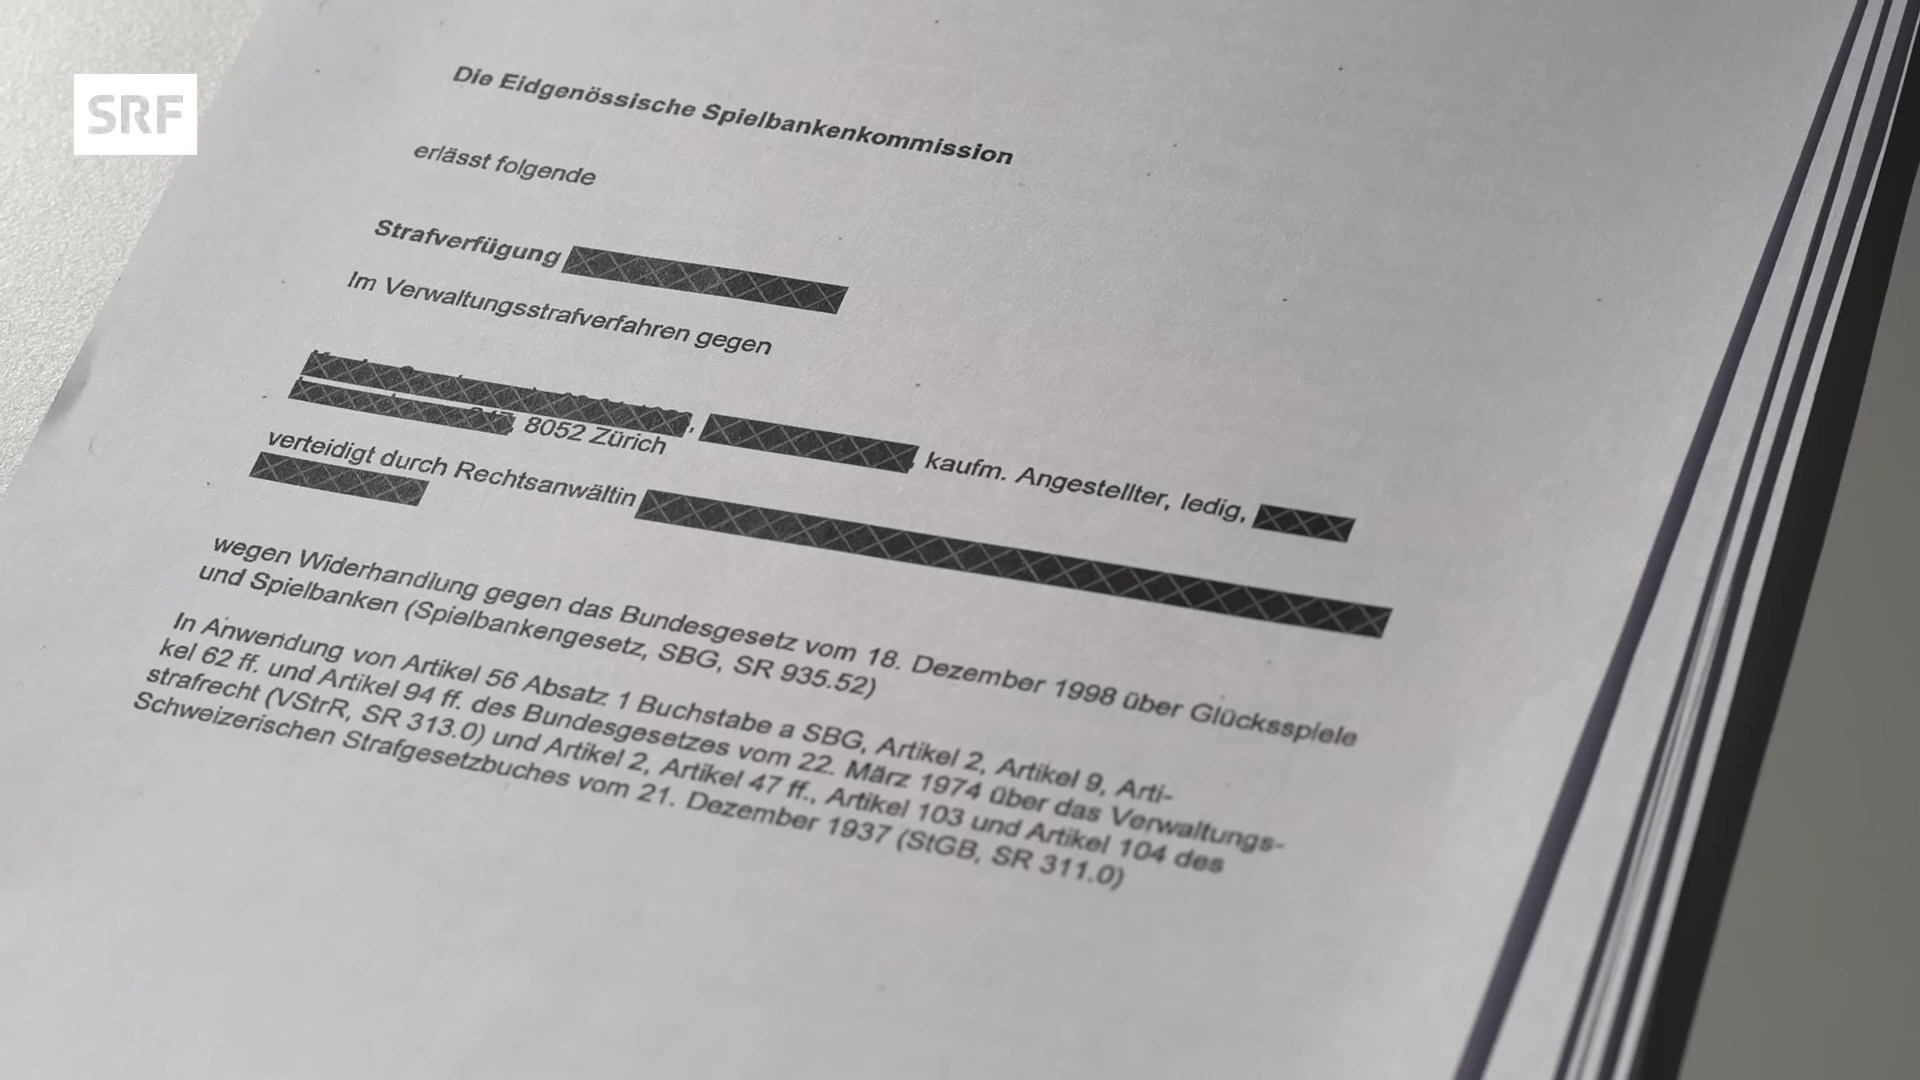 SRF
Die Eidgenössische Spielbankenkommission
erlässt folgende
Strafverfügung
Im Verwaltungsstrafverfahren gegen
, , kaufm. Angestellter, ledig,
, 8052 Zürich
verteidigt durch Rechtsanwältin
wegen Widerhandlung gegen das Bundesgesetz vom 18. Dezember 1998 über Glücksspiele
und Spielbanken (Spielbankengesetz, SBG, SR 935.52)
In Anwendung von Artikel 56 Absatz 1 Buchstabe a SBG, Artikel 2, Artikel 9, Arti-
kel 62 ff. und Artikel 94 ff. des Bundesgesetzes vom 22. März 1974 über das Verwaltungs-
strafrecht (VStrR, SR 313.0) und Artikel 2, Artikel 47 ff., Artikel 103 und Artikel 104 des
Schweizerischen Strafgesetzbuches vom 21. Dezember 1937 (StGB, SR 311.0)